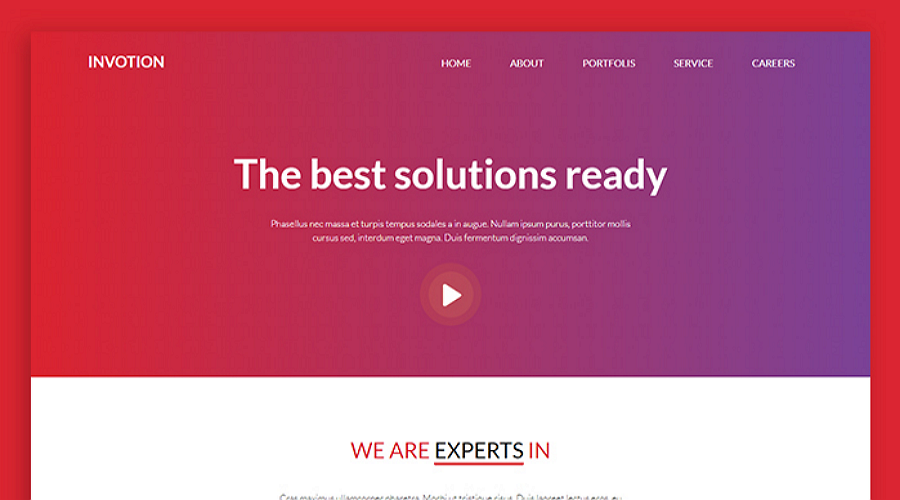 INVOTION
HOME ABOUT PORTFOLIS SERVICE CAREERS
The best solutions ready
Phasellus nec massa et turpis tempus sodales a in augue. Nullam ipsum purus, porttitor mollis
cursus sed, interdum eget magna. Duis fermentum dignissim accumsan.
WE ARE EXPERTS IN